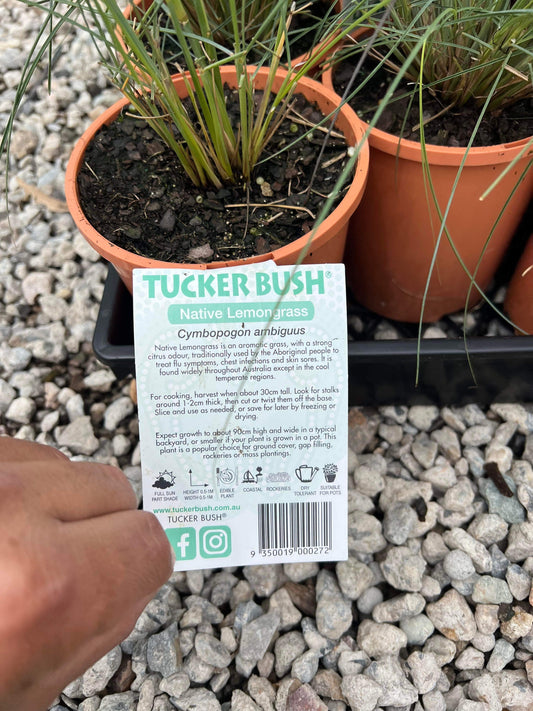 TUCKER BUSH®
Native Lemongrass
Cymbopogon ambiguus
Native Lemongrass is an aromatic grass, with a strong
citrus odour, traditionally used by the Aboriginal people to
treat flu symptoms, chest infections and skin sores. It is
found widely throughout Australia except in the cool
temperate regions.
For cooking, harvest when about 30cm tall. Look for stalks
around 1-2cm thick, then cut or twist them off the base.
Slice and use as needed, or save for later by freezing or
drying.
Expect growth to about 90cm high and wide in a typical
backyard, or smaller if your plant is grown in a pot. This
plant is a popular choice for ground cover, gap filling,
rockeries or mass plantings.
FULL SUN
PART SHADE
HEIGHT 0.5-1M
WIDTH 0.5-1M
EDIBLE
PLANT
COASTAL
ROCKERIES
DRY
TOLERANT
SUITABLE
FOR POTS
www.tuckerbush.com.au
TUCKER BUSH®
9 350019 000272